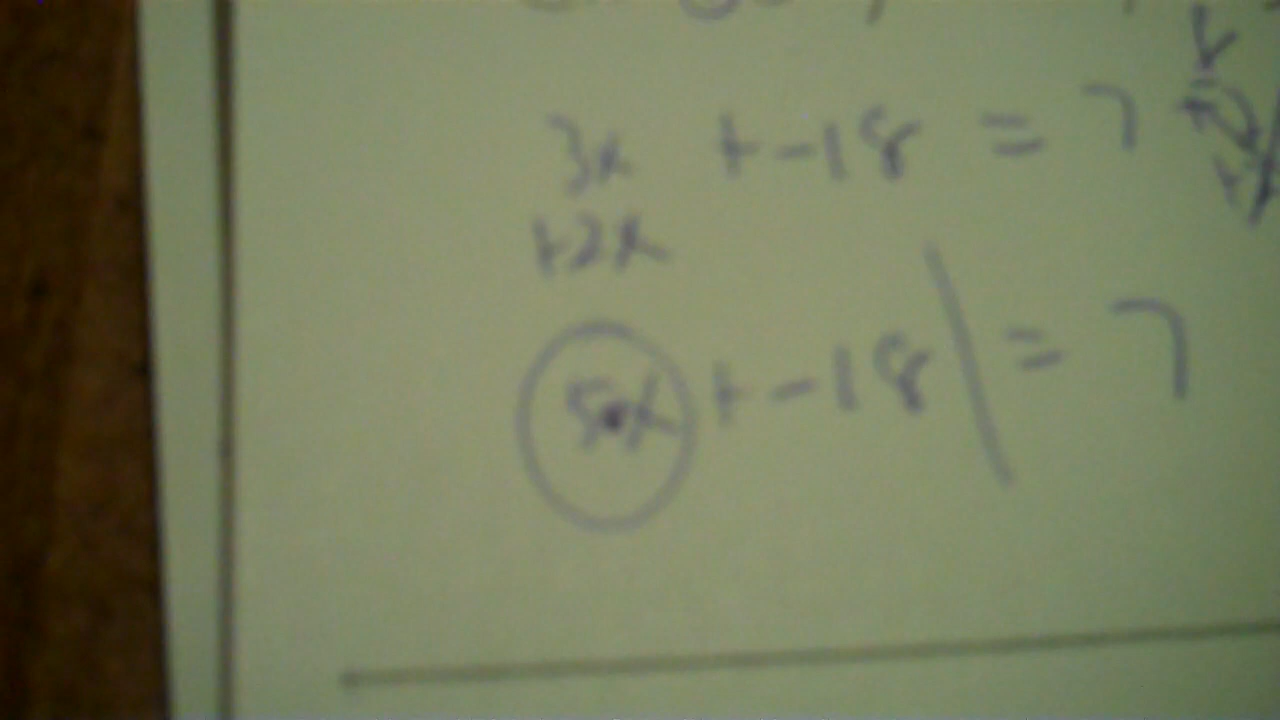 3x + -18 = 7
+2x
5x + -18 | = 7